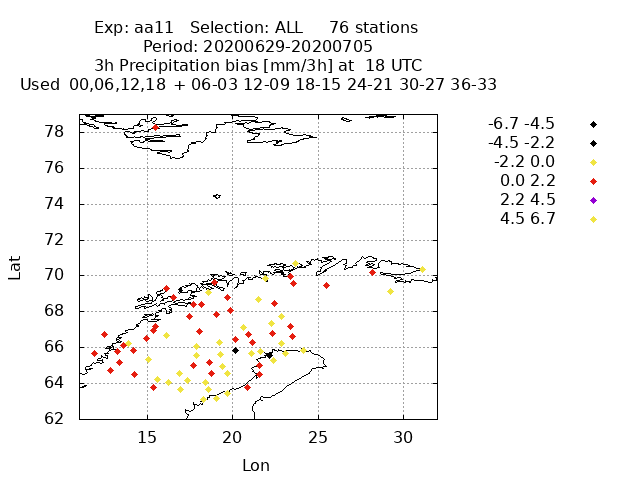 Exp: aa11   Selection: ALL     76 stations
Period: 20200629-20200705
3h Precipitation bias [mm/3h] at  18 UTC
Used  00,06,12,18  + 06-03 12-09 18-15 24-21 30-27 36-33
-6.7 -4.5
-4.5 -2.2
-2.2 0.0
0.0 2.2
2.2 4.5
4.5 6.7
78
76
74
72
70
68
66
64
62
Lat
15 20 25 30
Lon